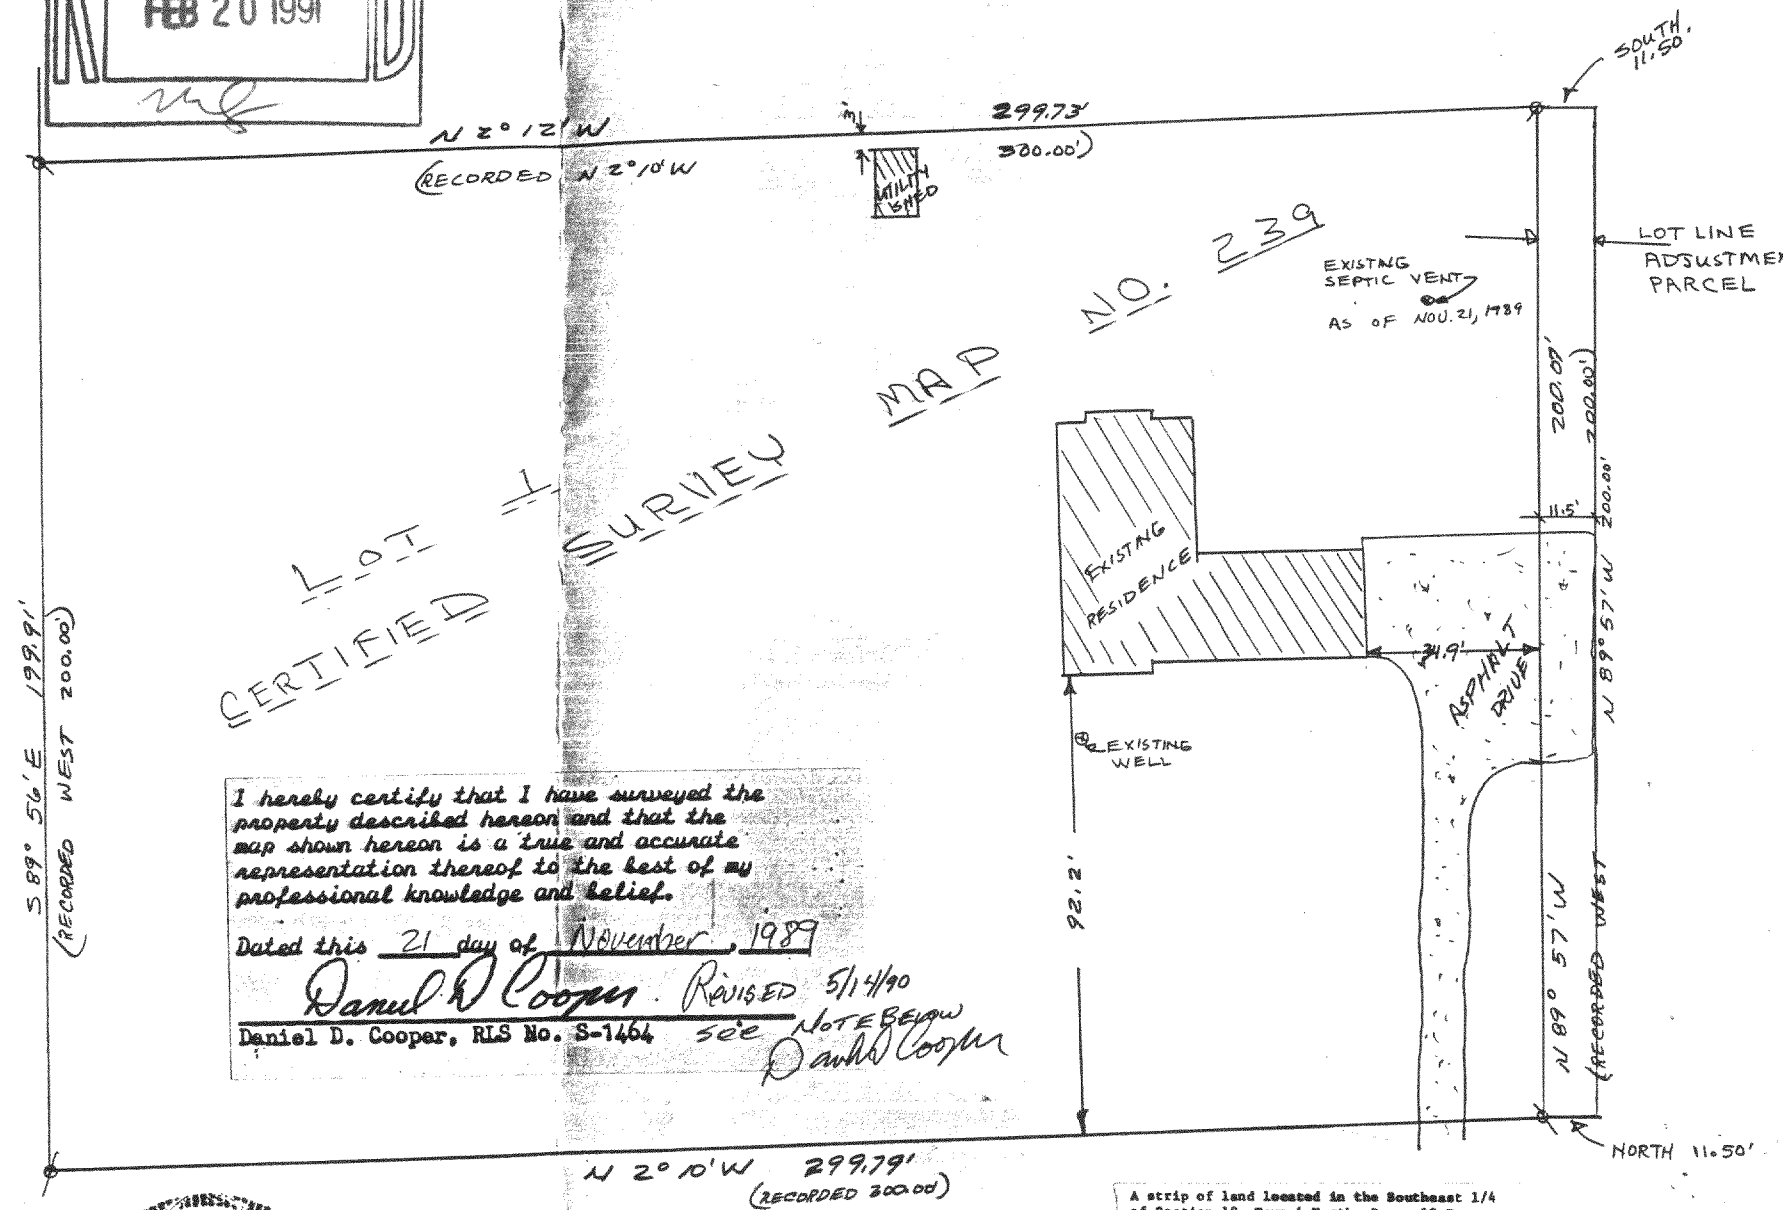 FEB 20 1991
SOUTH.
11.50'
N 2° 12' W
299.73'
(RECORDED N 2° 10' W
300.00')
3'
UTILITY
SHED
LOT LINE
ADJUSTMEN
PARCEL
EXISTING
SEPTIC VENT
AS OF NOV. 21, 1989
LOT 1
CERTIFIED SURVEY MAP NO. 239
200.07'
200.00')
200.00'
11.5'
N 89° 57' W
EXISTING
RESIDENCE
34.9'
ASPHALT
DRIVE
S 89° 56' E 199.91'
(RECORDED WEST 200.00')
EXISTING
WELL
92.2'
I hereby certify that I have surveyed the
property described hereon and that the
map shown hereon is a true and accurate
representation thereof to the best of my
professional knowledge and belief.
Dated this 21 day of November, 1989
Daniel D Cooper
REVISED 5/14/90
Daniel D. Cooper, RLS No. S-1464
see NOTE BELOW
Daniel D Cooper
N 89° 57' W
(RECORDED WEST
N 2° 10' W 299.79'
(RECORDED 300.00')
NORTH 11.50'
A strip of land located in the Southeast 1/4